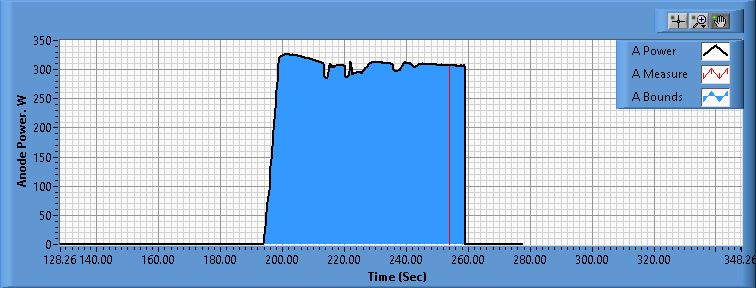 A Power
A Measure
A Bounds
350
300
250
200
150
100
50
0
Anode Power. W
128.26 140.00 160.00 180.00 200.00 220.00 240.00 260.00 280.00 300.00 320.00 348.26
Time (Sec)